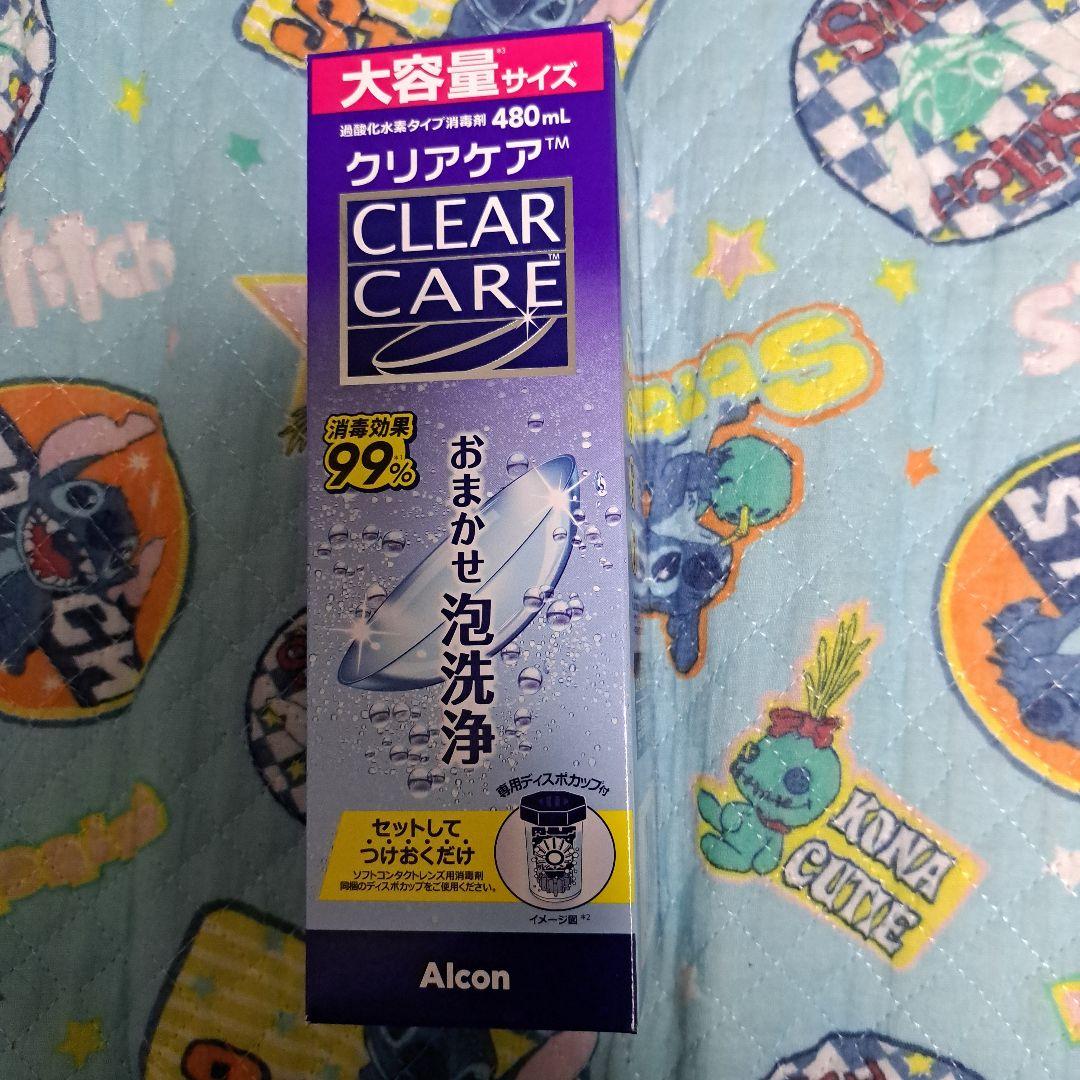 大容量*3サイズ
過酸化水素タイプ消毒剤 480mL
クリアケア™
CLEAR
CARE™
消毒効果
99*1%
おまかせ泡洗浄
専用ディスポカップ付
セットして
つけおくだけ
ソフトコンタクトレンズ用消毒剤
同梱のディスポカップをご使用ください。
イメージ図*2
Alcon
KONA
CUTIE